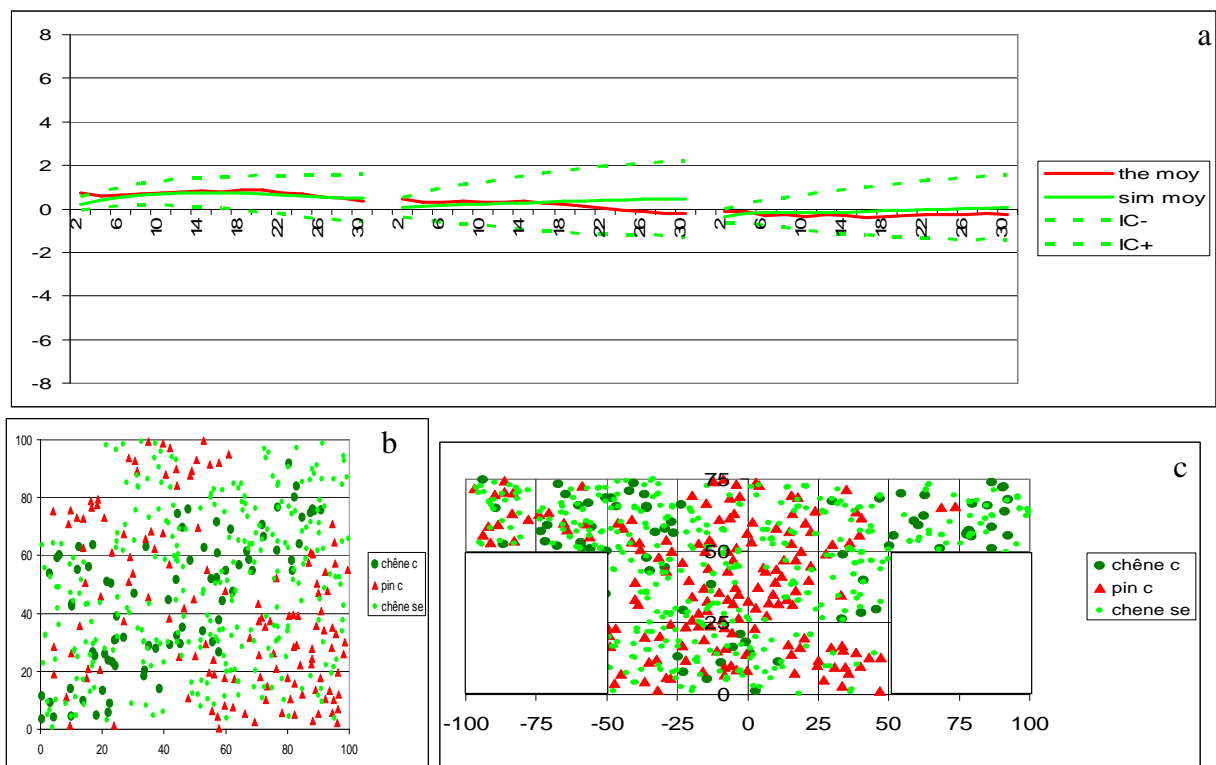 a
8
6
4
2
0
-2
-4
-6
-8
2 6 10 14 18 22 26 30 2 6 10 14 18 22 26 30 2 6 10 14 18 22 26 30
the moy
sim moy
IC-
IC+
b
100
80
60
40
20
0
0 20 40 60 80 100
chêne c
pin c
chêne se
c
75
50
25
0
-100 -75 -50 -25 0 25 50 75 100
chêne c
pin c
chene se